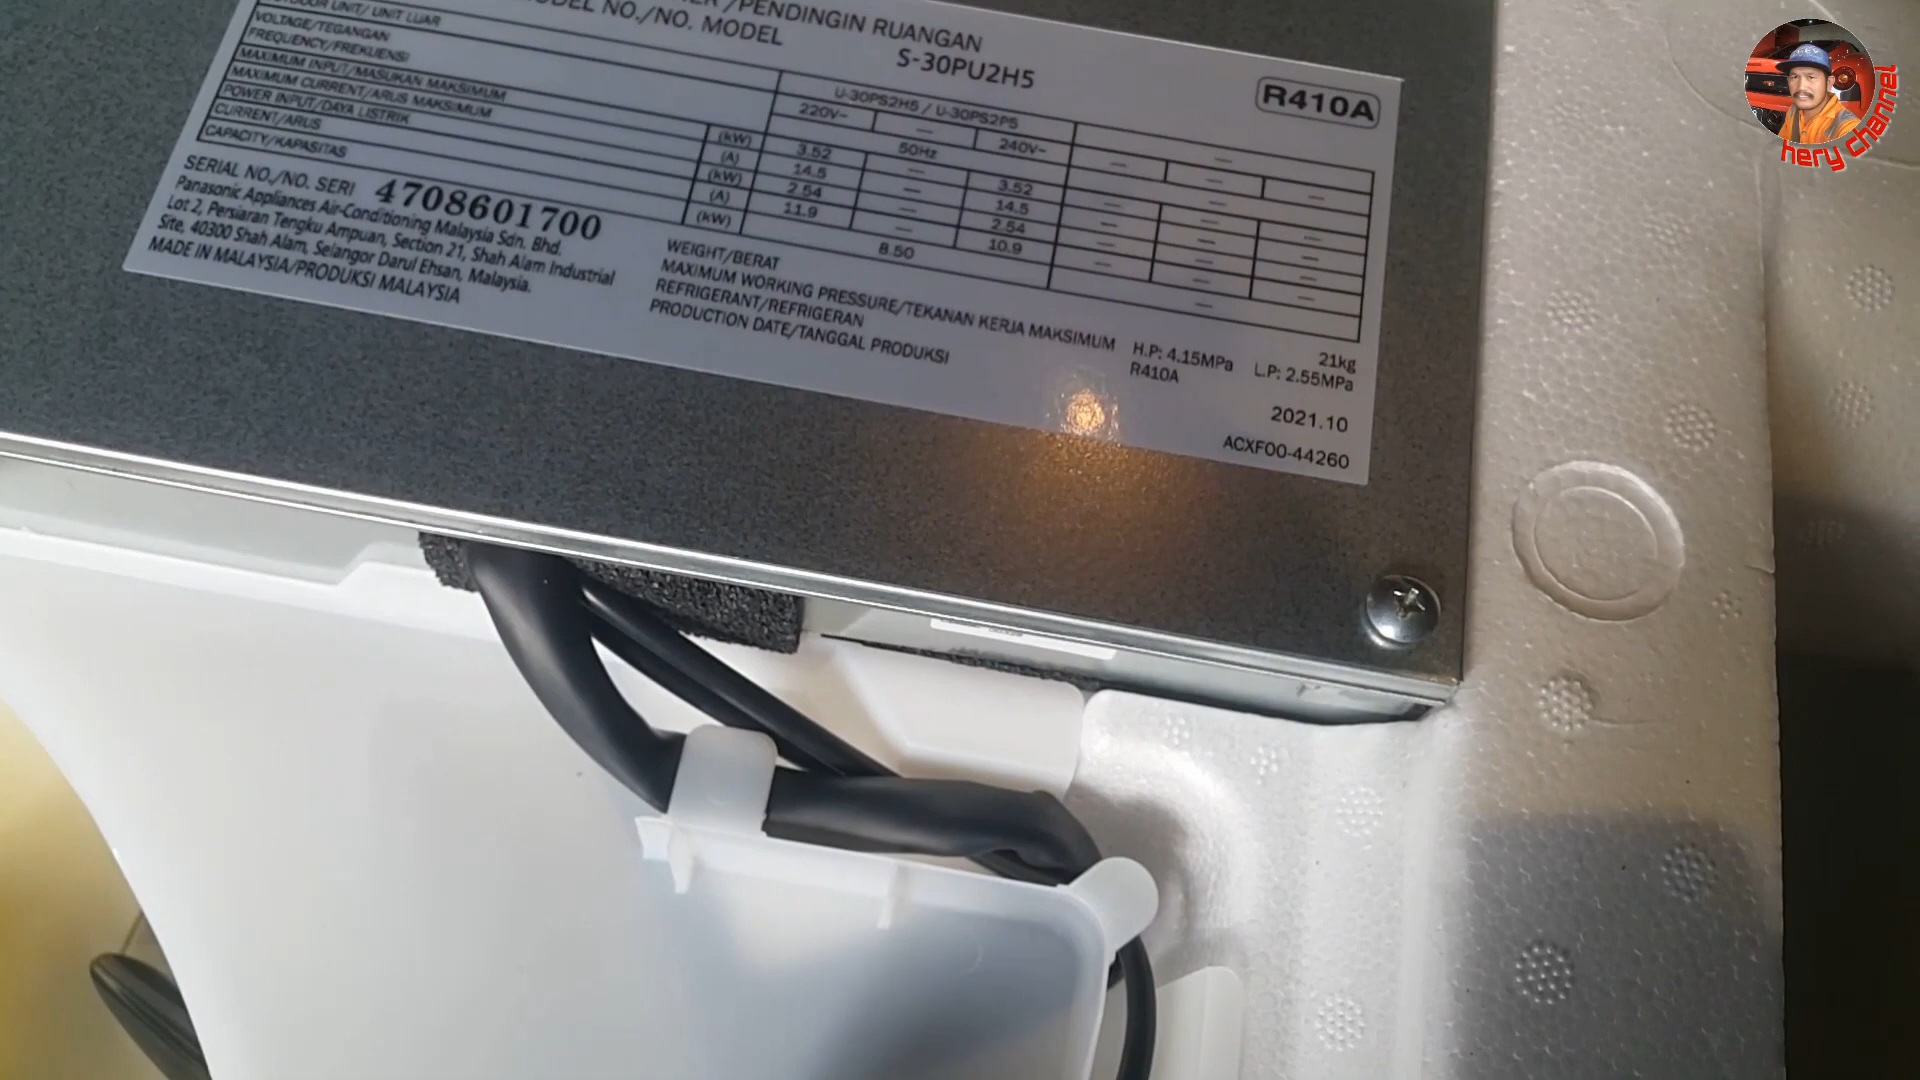 /PENDINGIN RUANGAN
MODEL NO./NO. MODEL
S-30PU2H5
R410A
OUTDOOR UNIT/ UNIT LUAR
U-30PS2H5 / U-30PS2P5
VOLTAGE/TEGANGAN 220V~ — 240V~ — — —
FREQUENCY/FREKUENSI 50Hz —
MAXIMUM INPUT/MASUKAN MAKSIMUM (kW) 3.52 — 3.52 — — —
MAXIMUM CURRENT/ARUS MAKSIMUM (A) 14.5 — 14.5 — — —
POWER INPUT/DAYA LISTRIK (kW) 2.54 — 2.54 — — —
CURRENT/ARUS (A) 11.9 — 10.9 — — —
CAPACITY/KAPASITAS (kW) 8.50 —
SERIAL NO./NO. SERI 4708601700
Panasonic Appliances Air-Conditioning Malaysia Sdn. Bhd.
Lot 2, Persiaran Tengku Ampuan, Section 21, Shah Alam Industrial
Site, 40300 Shah Alam, Selangor Darul Ehsan, Malaysia.
MADE IN MALAYSIA/PRODUKSI MALAYSIA
WEIGHT/BERAT 21kg
MAXIMUM WORKING PRESSURE/TEKANAN KERJA MAKSIMUM H.P: 4.15MPa L.P: 2.55MPa
REFRIGERANT/REFRIGERAN R410A
PRODUCTION DATE/TANGGAL PRODUKSI 2021.10
ACXF00-44260
hery channel